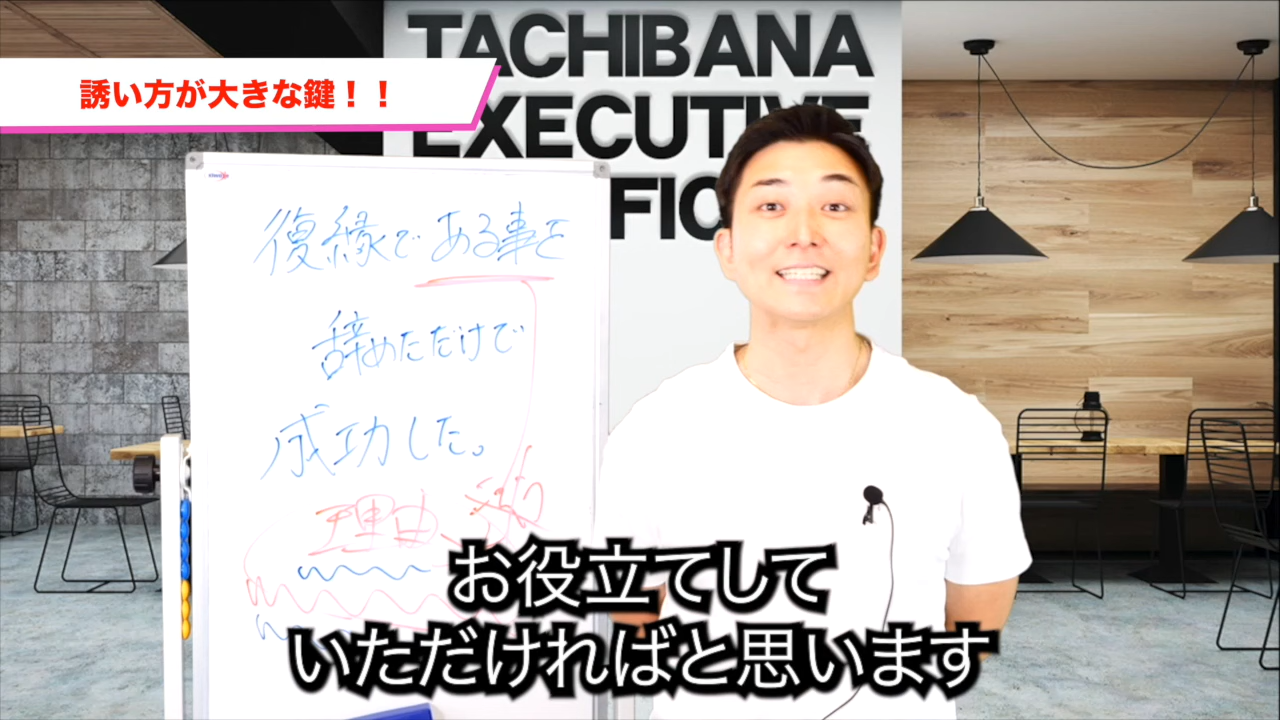 誘い方が大きな鍵！！
TACHIBANA
EXECUTIVE
FIC
復縁である事を
辞めただけで
成功した。
理由、
お役立てして
いただければと思います